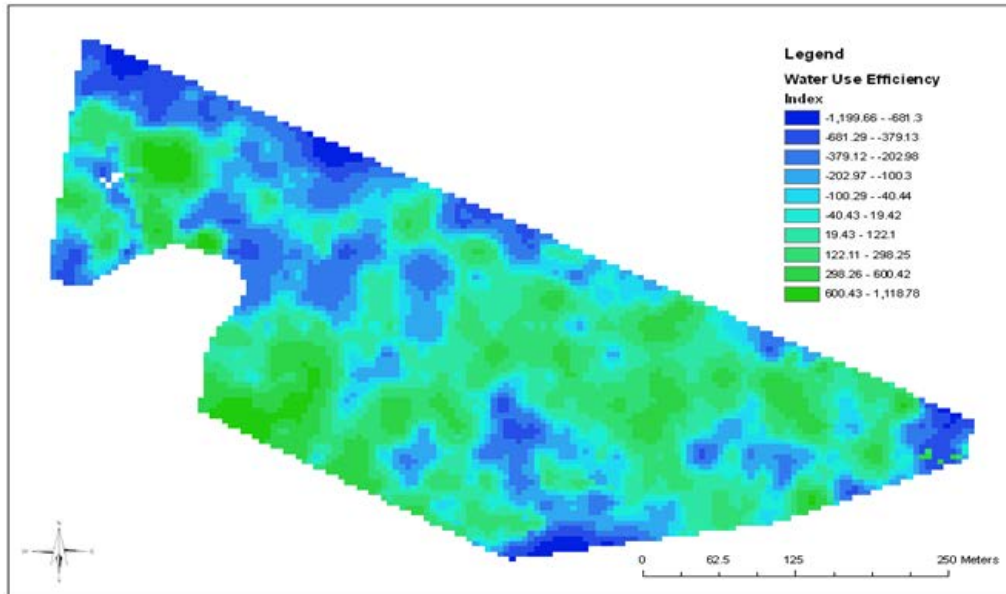 Legend
Water Use Efficiency
Index
-1,199.66 - -681.3
-681.29 - -379.13
-379.12 - -202.98
-202.97 - -100.3
-100.29 - -40.44
-40.43 - 19.42
19.43 - 122.1
122.11 - 298.25
298.26 - 600.42
600.43 - 1,118.78
0 62.5 125 250 Meters